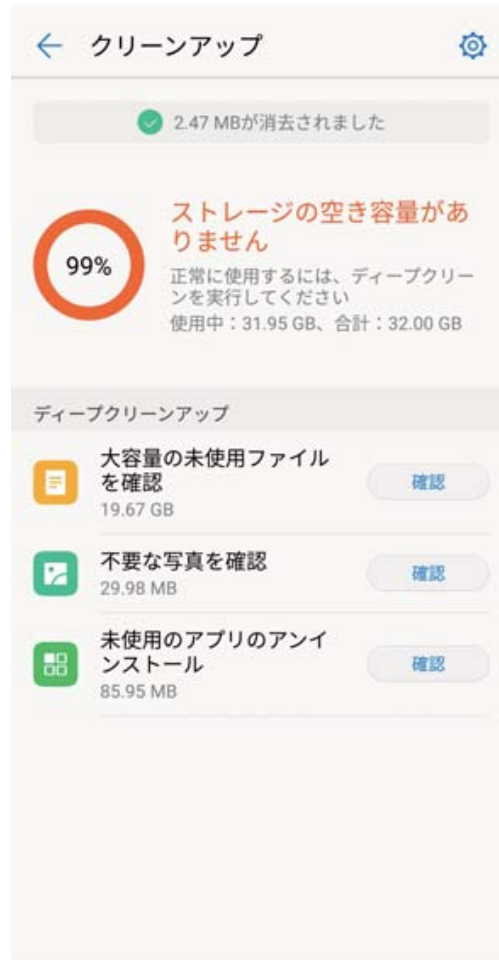 クリーンアップ
2.47 MBが消去されました
99%
ストレージの空き容量があ
りません
正常に使用するには、ディープクリー
ンを実行してください
使用中：31.95 GB、合計：32.00 GB
ディープクリーンアップ
大容量の未使用ファイル
を確認
19.67 GB
確認
不要な写真を確認
29.98 MB
確認
未使用のアプリのアンイ
ンストール
85.95 MB
確認